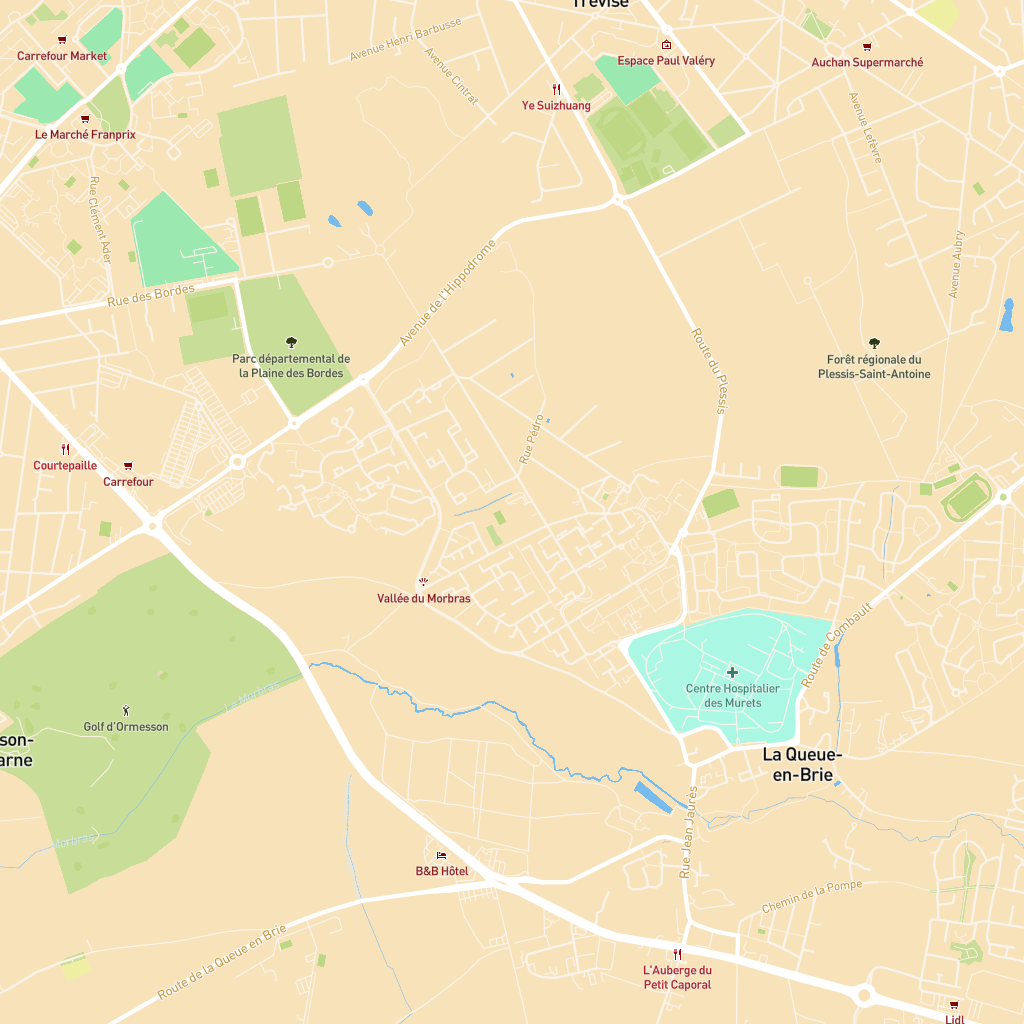 Trévise
Avenue Henri Barbusse
Carrefour Market
Espace Paul Valéry
Auchan Supermarché
Avenue Cintrat
Ye Suizhuang
Avenue Lefèvre
Le Marché Franprix
Rue Clément Ader
Avenue Aubry
Rue des Bordes
Avenue de l'Hippodrome
Parc départemental de
la Plaine des Bordes
Route du Plessis
Forêt régionale du
Plessis-Saint-Antoine
Rue Pédro
Courtepaille
Carrefour
Vallée du Morbras
Route de Combault
Le Morbras
Centre Hospitalier
des Murets
Golf d'Ormesson
son-
arne
La Queue-
en-Brie
Rue Jean Jaurès
B&B Hôtel
Chemin de la Pompe
Route de la Queue en Brie
L'Auberge du
Petit Caporal
Lidl